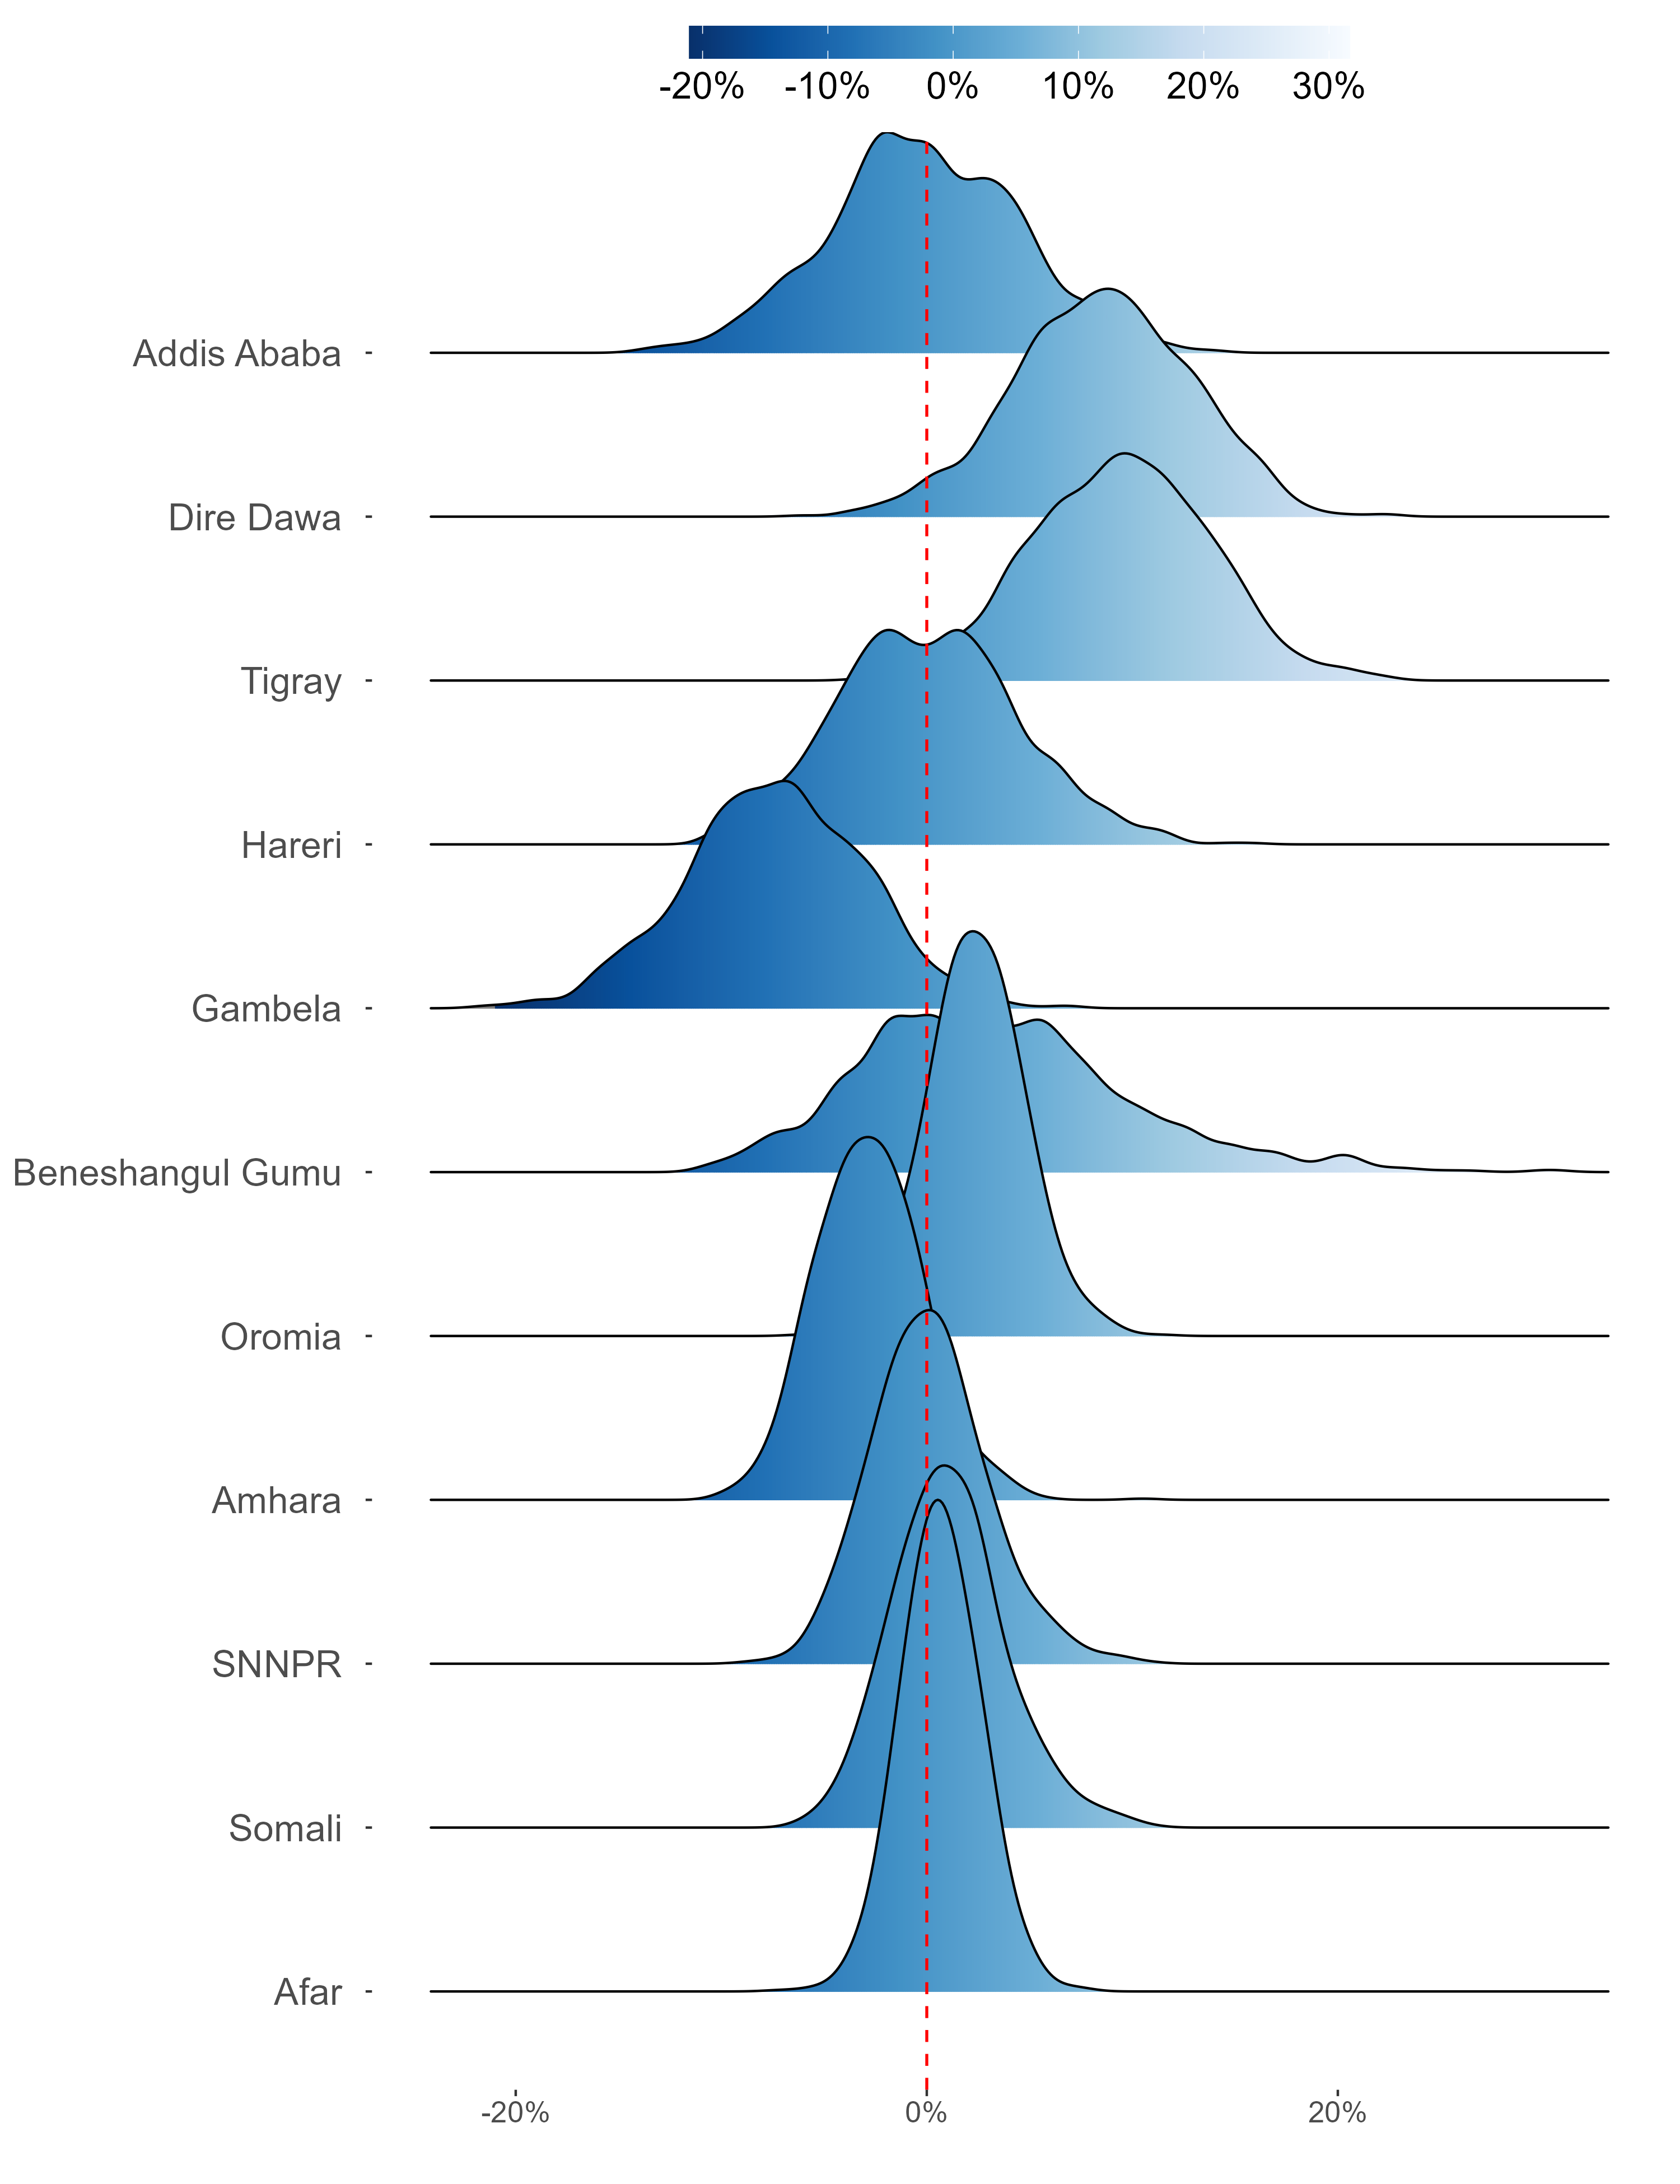 -20% -10% 0% 10% 20% 30%
Addis Ababa
Dire Dawa
Tigray
Hareri
Gambela
Beneshangul Gumu
Oromia
Amhara
SNNPR
Somali
Afar
-20% 0% 20%